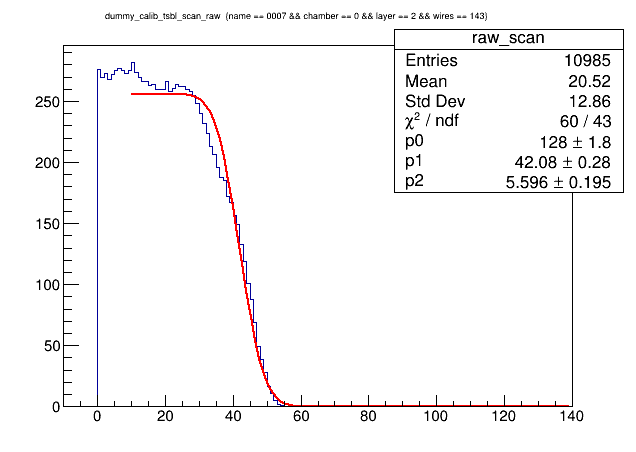 dummy_calib_tsbl_scan_raw (name == 0007 && chamber == 0 && layer == 2 && wires == 143)
raw_scan
Entries 10985
Mean 20.52
Std Dev 12.86
χ² / ndf 60 / 43
p0 128 ± 1.8
p1 42.08 ± 0.28
p2 5.596 ± 0.195
250
200
150
100
50
0
0 20 40 60 80 100 120 140